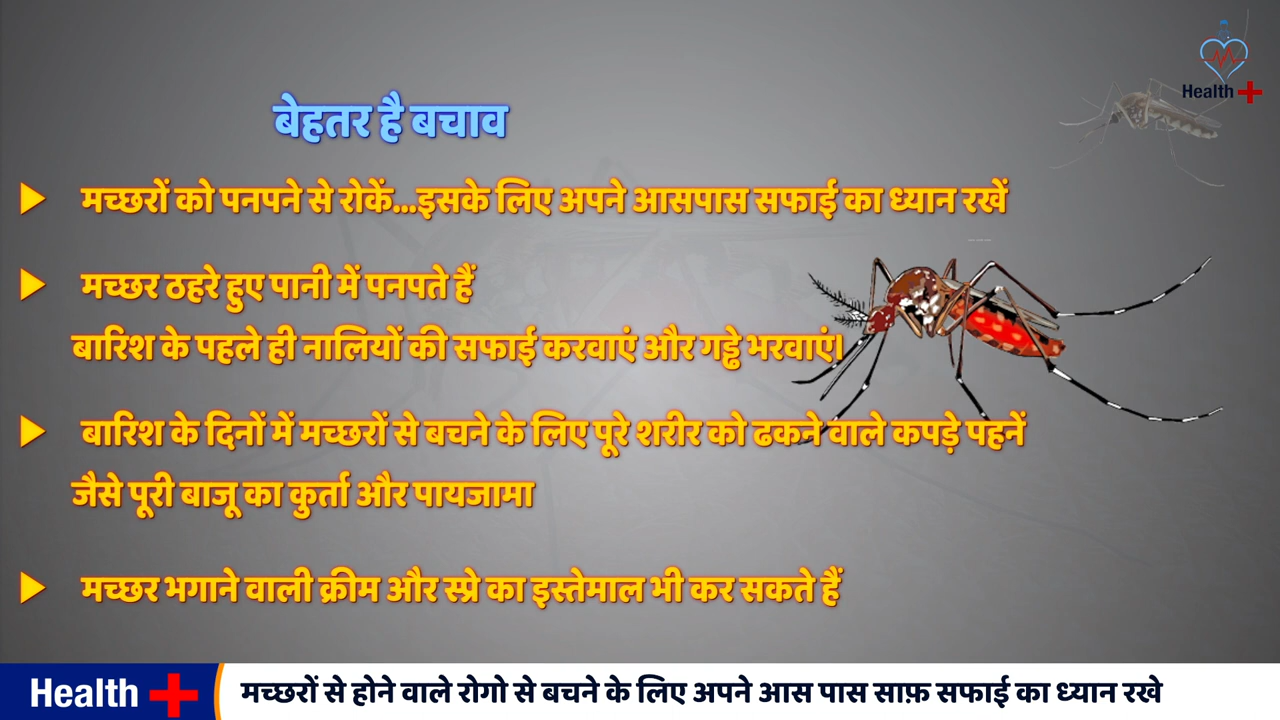 Health
बेहतर है बचाव
मच्छरों को पनपने से रोकें...इसके लिए अपने आसपास सफाई का ध्यान रखें
मच्छर ठहरे हुए पानी में पनपते हैं
बारिश के पहले ही नालियों की सफाई करवाएं और गड्ढे भरवाएं।
बारिश के दिनों में मच्छरों से बचने के लिए पूरे शरीर को ढकने वाले कपड़े पहनें
जैसे पूरी बाजू का कुर्ता और पायजामा
मच्छर भगाने वाली क्रीम और स्प्रे का इस्तेमाल भी कर सकते हैं
Health
मच्छरों से होने वाले रोगो से बचने के लिए अपने आस पास साफ़ सफाई का ध्यान रखे